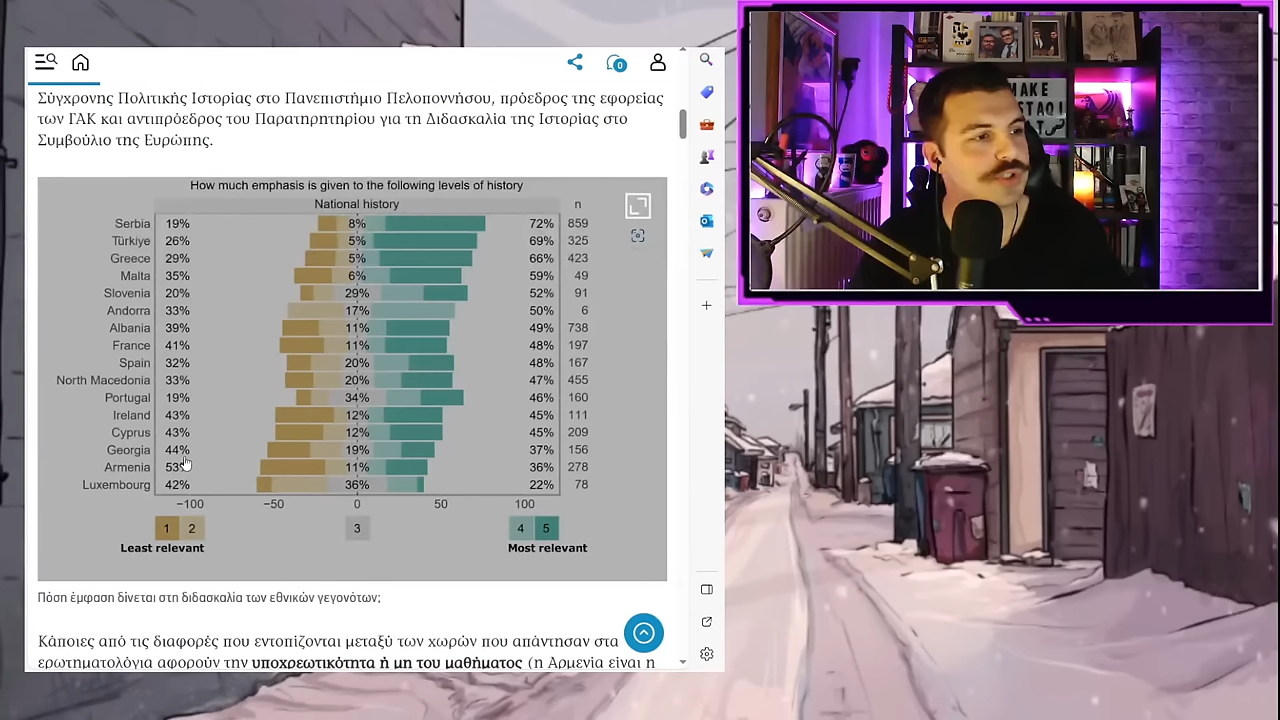 0
Σύγχρονης Πολιτικής Ιστορίας στο Πανεπιστήμιο Πελοποννήσου, πρόεδρος της εφορείας
των ΓΑΚ και αντιπρόεδρος του Παρατηρητηρίου για τη Διδασκαλία της Ιστορίας στο
Συμβούλιο της Ευρώπης.
How much emphasis is given to the following levels of history
National history n
Serbia 19% 8% 72% 859
Türkiye 26% 5% 69% 325
Greece 29% 5% 66% 423
Malta 35% 6% 59% 49
Slovenia 20% 29% 52% 91
Andorra 33% 17% 50% 6
Albania 39% 11% 49% 738
France 41% 11% 48% 197
Spain 32% 20% 48% 167
North Macedonia 33% 20% 47% 455
Portugal 19% 34% 46% 160
Ireland 43% 12% 45% 111
Cyprus 43% 12% 45% 209
Georgia 44% 19% 37% 156
Armenia 53% 11% 36% 278
Luxembourg 42% 36% 22% 78
−100 −50 0 50 100
1 2 3 4 5
Least relevant Most relevant
Πόση έμφαση δίνεται στη διδασκαλία των εθνικών γεγονότων;
Κάποιες από τις διαφορές που εντοπίζονται μεταξύ των χωρών που απάντησαν στα
ερωτηματολόγια αφορούν την υποχρεωτικότητα ή μη του μαθήματος (η Αρμενία είναι η
MAKE